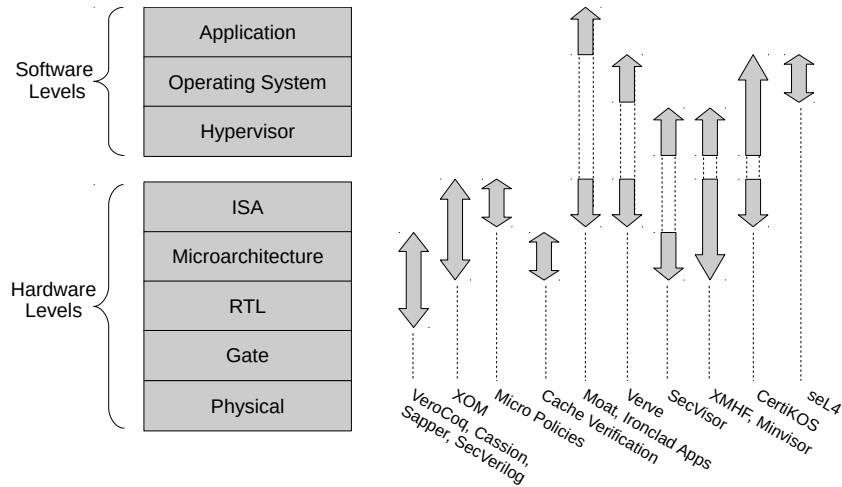 Software
Levels
Application
Operating System
Hypervisor
Hardware
Levels
ISA
Microarchitecture
RTL
Gate
Physical
VeroCoq, Cassion,
Sapper, SecVerilog
XOM
Micro Policies
Cache Verification
Moat, Ironclad Apps
Verve
SecVisor
XMHF, Minvisor
CertiKOS
seL4